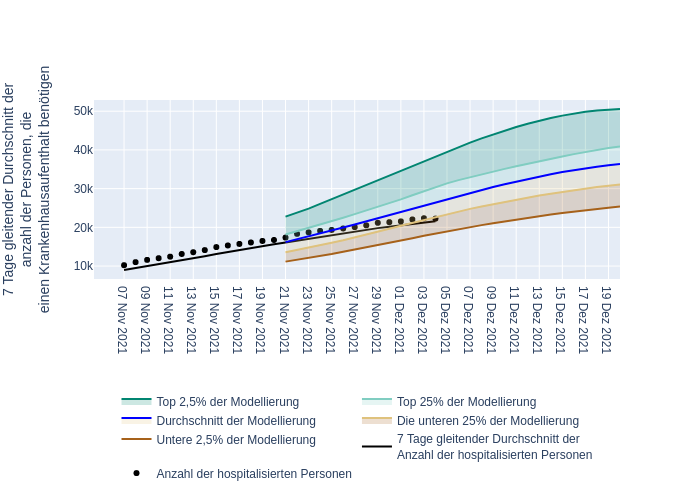 7 Tage gleitender Durchschnitt der
anzahl der Personen, die
einen Krankenhausaufenthalt benötigen
50k
40k
30k
20k
10k
07 Nov 2021
09 Nov 2021
11 Nov 2021
13 Nov 2021
15 Nov 2021
17 Nov 2021
19 Nov 2021
21 Nov 2021
23 Nov 2021
25 Nov 2021
27 Nov 2021
29 Nov 2021
01 Dez 2021
03 Dez 2021
05 Dez 2021
07 Dez 2021
09 Dez 2021
11 Dez 2021
13 Dez 2021
15 Dez 2021
17 Dez 2021
19 Dez 2021
Top 2,5% der Modellierung
Top 25% der Modellierung
Durchschnitt der Modellierung
Die unteren 25% der Modellierung
Untere 2,5% der Modellierung
7 Tage gleitender Durchschnitt der
Anzahl der hospitalisierten Personen
Anzahl der hospitalisierten Personen